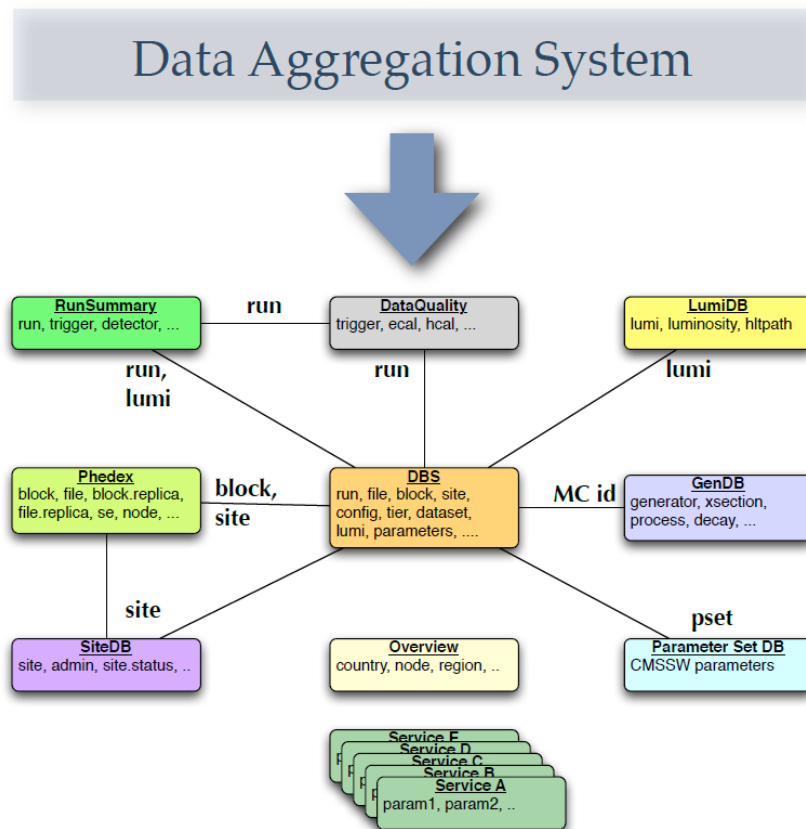 Data Aggregation System
RunSummary
run, trigger, detector, ...
run
DataQuality
trigger, ecal, hcal, ...
LumiDB
lumi, luminosity, hltpath
run,
lumi
run
lumi
Phedex
block, file, block.replica,
file.replica, se, node, ...
block,
site
DBS
run, file, block, site,
config, tier, dataset,
lumi, parameters, ....
MC id
GenDB
generator, xsection,
process, decay, ...
site
pset
SiteDB
site, admin, site.status, ..
Overview
country, node, region, ..
Parameter Set DB
CMSSW parameters
Service E
Service D
Service C
Service B
Service A
param1, param2, ..